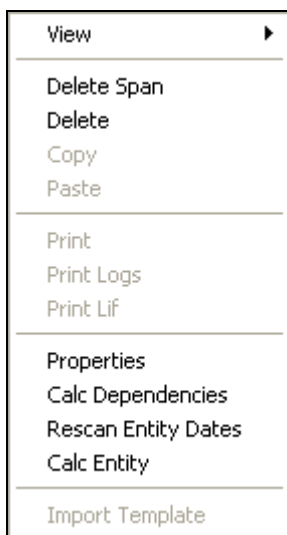 View
Delete Span
Delete
Copy
Paste
Print
Print Logs
Print Lif
Properties
Calc Dependencies
Rescan Entity Dates
Calc Entity
Import Template